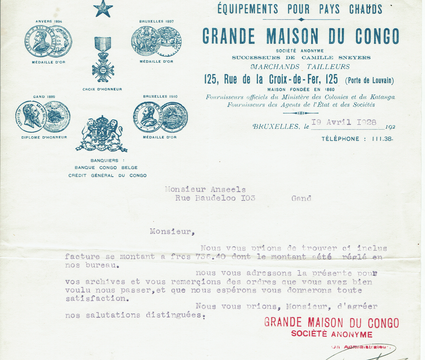 ÉQUIPEMENTS POUR PAYS CHAUDS
GRANDE MAISON DU CONGO
SOCIÉTÉ ANONYME
SUCCESSEURS DE CAMILLE SNEYERS
MARCHANDS TAILLEURS
125, Rue de la Croix-de-Fer, 125 (Porte de Louvain)
MAISON FONDÉE EN 1890
Fournisseurs officiels du Ministère des Colonies et du Katanga
Fournisseurs des Agents de l'État et des Sociétés
ANVERS 1894
MÉDAILLE D'OR
CROIX D'HONNEUR
BRUXELLES 1897
MÉDAILLE D'OR
GAND 1895
DIPLOME D'HONNEUR
BRUXELLES 1910
MÉDAILLE D'OR
BANQUIERS
BANQUE CONGO BELGE
CRÉDIT GÉNÉRAL DU CONGO
BRUXELLES, 19 Avril 1928 192
TÉLÉPHONE : 111.38.
Monsieur Anseels
Rue Baudeloo 103 Gand
Monsieur,
Nous vous prions de trouver ci inclus
facture se montant a frcs 736.40 dont le montant a été réglé en
nos bureau.
nous vous adressons la présente pour
vos archives et vous remerçions des ordres que vous avez bien
voulu nous passer, et que nous espérons vous donnerons toute
satisfaction.
Nous vous prions, Monsieur, d'agréer
nos salutations distinguées.
GRANDE MAISON DU CONGO
SOCIÉTÉ ANONYME